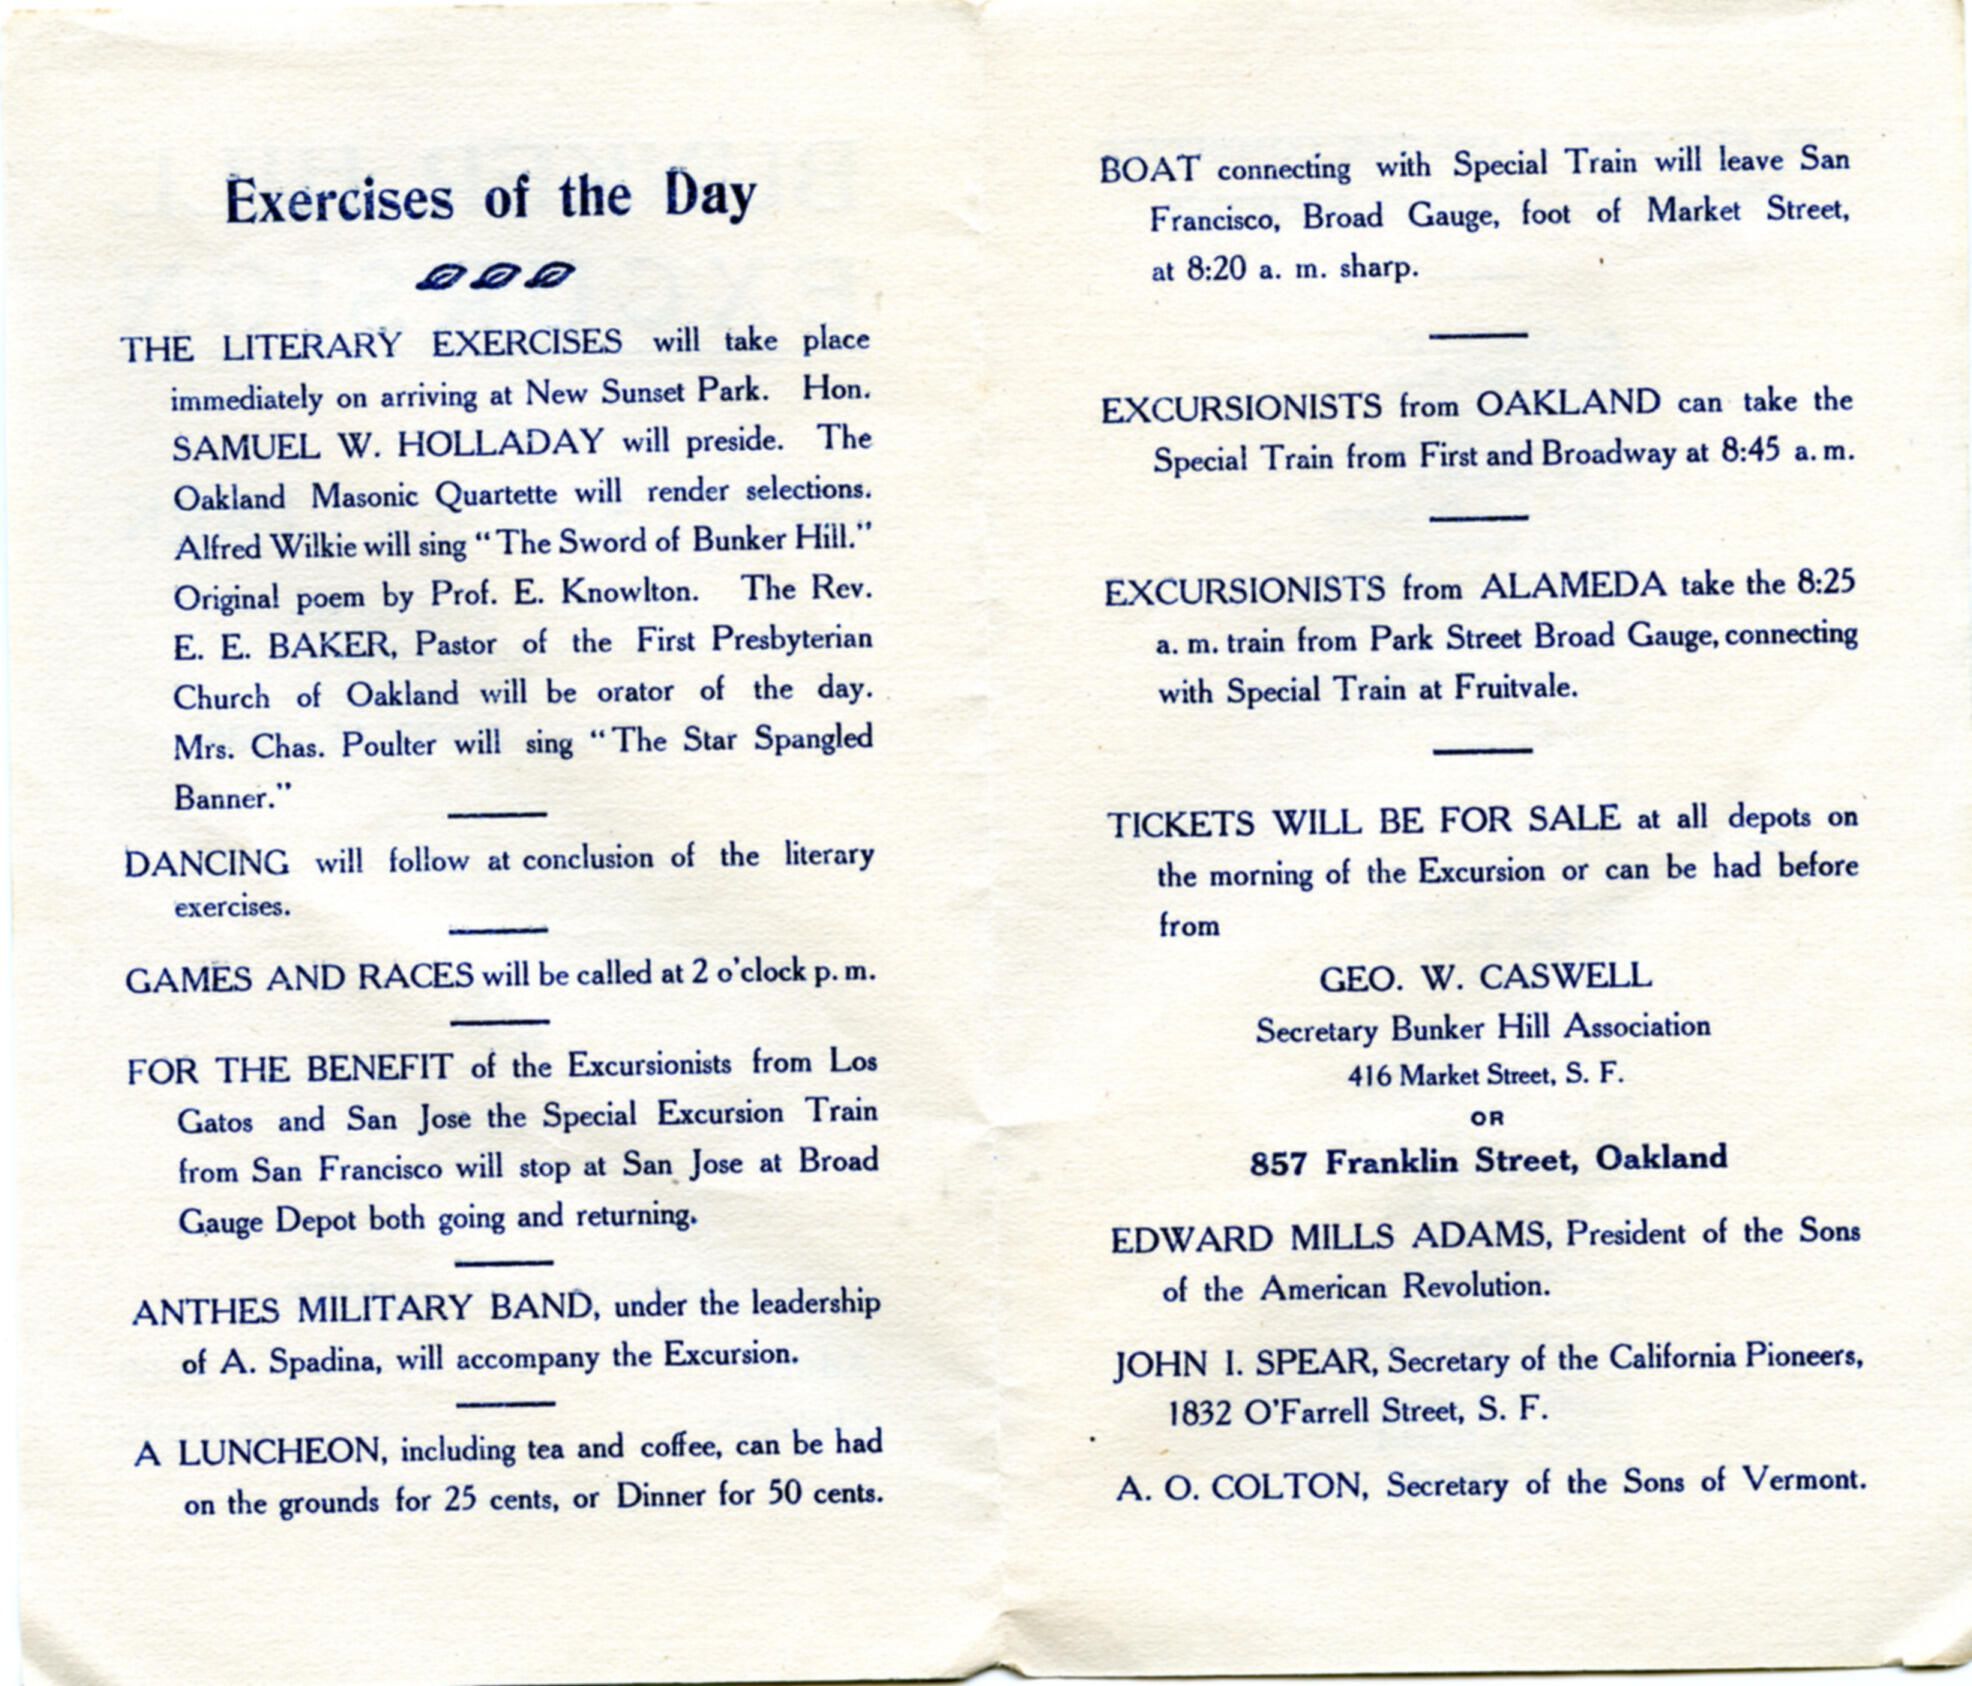 Exercises of the Day
THE LITERARY EXERCISES will take place
immediately on arriving at New Sunset Park. Hon.
SAMUEL W. HOLLADAY will preside. The
Oakland Masonic Quartette will render selections.
Alfred Wilkie will sing "The Sword of Bunker Hill."
Original poem by Prof. E. Knowlton. The Rev.
E. E. BAKER, Pastor of the First Presbyterian
Church of Oakland will be orator of the day.
Mrs. Chas. Poulter will sing "The Star Spangled
Banner."
DANCING will follow at conclusion of the literary
exercises.
GAMES AND RACES will be called at 2 o'clock p. m.
FOR THE BENEFIT of the Excursionists from Los
Gatos and San Jose the Special Excursion Train
from San Francisco will stop at San Jose at Broad
Gauge Depot both going and returning.
ANTHES MILITARY BAND, under the leadership
of A. Spadina, will accompany the Excursion.
A LUNCHEON, including tea and coffee, can be had
on the grounds for 25 cents, or Dinner for 50 cents.
BOAT connecting with Special Train will leave San
Francisco, Broad Gauge, foot of Market Street,
at 8:20 a. m. sharp.
EXCURSIONISTS from OAKLAND can take the
Special Train from First and Broadway at 8:45 a. m.
EXCURSIONISTS from ALAMEDA take the 8:25
a. m. train from Park Street Broad Gauge, connecting
with Special Train at Fruitvale.
TICKETS WILL BE FOR SALE at all depots on
the morning of the Excursion or can be had before
from
GEO. W. CASWELL
Secretary Bunker Hill Association
416 Market Street, S. F.
OR
857 Franklin Street, Oakland
EDWARD MILLS ADAMS, President of the Sons
of the American Revolution.
JOHN I. SPEAR, Secretary of the California Pioneers,
1832 O'Farrell Street, S. F.
A. O. COLTON, Secretary of the Sons of Vermont.